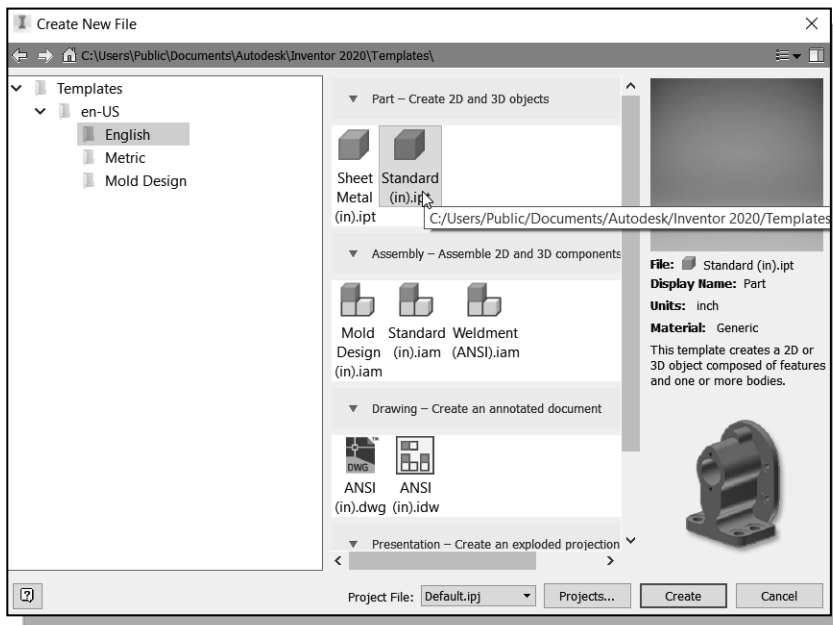 Create New File
C:\Users\Public\Documents\Autodesk\Inventor 2020\Templates\
Templates
en-US
English
Metric
Mold Design
Part – Create 2D and 3D objects
Sheet Metal (in).ipt
Standard (in).ipt
C:/Users/Public/Documents/Autodesk/Inventor 2020/Templates
Assembly – Assemble 2D and 3D components
Mold Design (in).iam
Standard (in).iam
Weldment (ANSI).iam
Drawing – Create an annotated document
DWG
ANSI (in).dwg
ANSI (in).idw
Presentation – Create an exploded projection
File: Standard (in).ipt
Display Name: Part
Units: inch
Material: Generic
This template creates a 2D or
3D object composed of features
and one or more bodies.
Project File: Default.ipj
Projects...
Create
Cancel